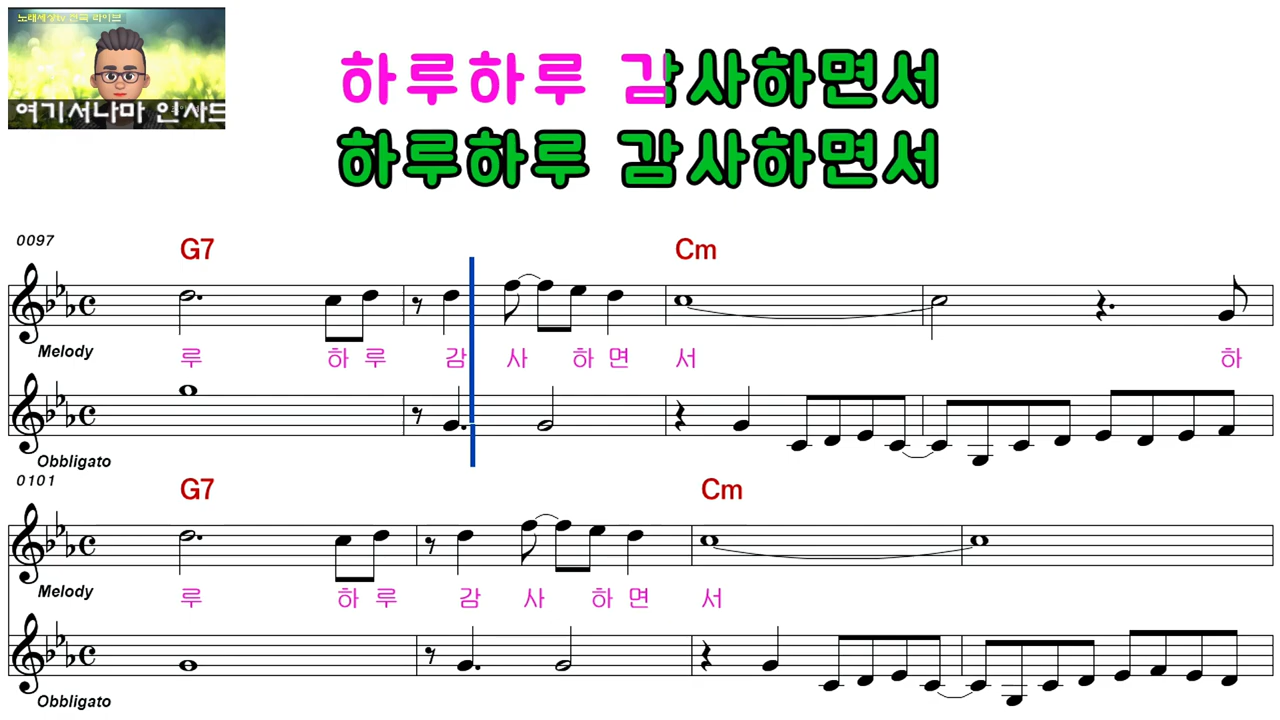 노래세상tv 전국 라이브
여기서나마 인사드
하루하루 감사하면서
하루하루 감사하면서
0097
G7 Cm
Melody
루 하 루 감 사 하 면 서 하
Obbligato
0101
G7 Cm
Melody
루 하 루 감 사 하 면 서
Obbligato